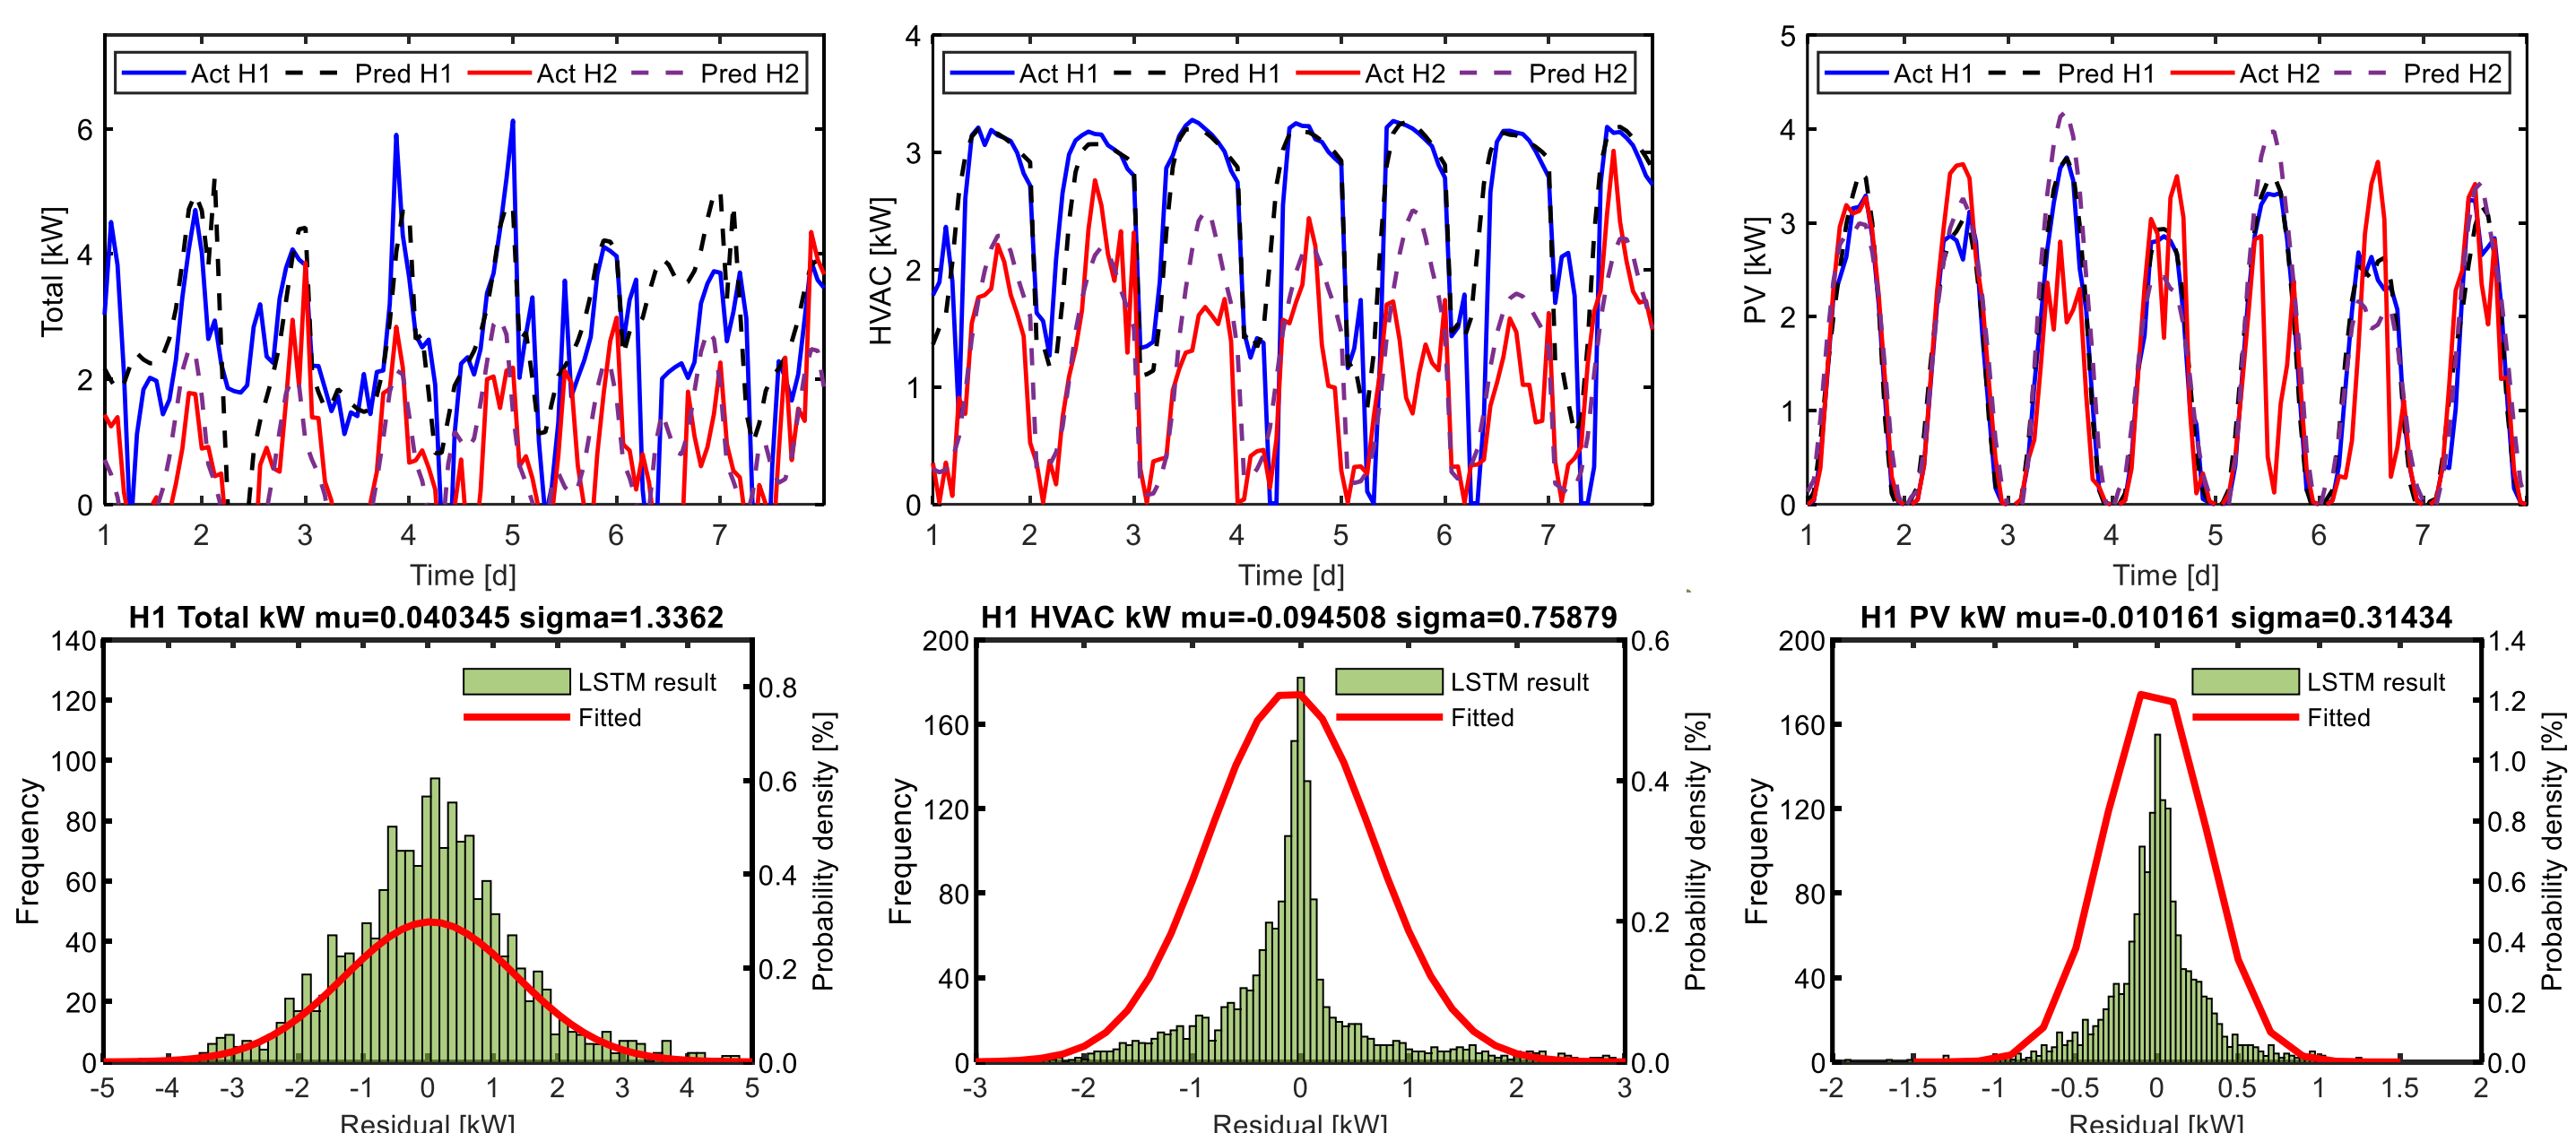 Act H1 Pred H1 Act H2 Pred H2
Total [kW]
6
4
2
0
1 2 3 4 5 6 7
Time [d]
Act H1 Pred H1 Act H2 Pred H2
HVAC [kW]
4
3
2
1
0
1 2 3 4 5 6 7
Time [d]
Act H1 Pred H1 Act H2 Pred H2
PV [kW]
5
4
3
2
1
0
1 2 3 4 5 6 7
Time [d]
H1 Total kW mu=0.040345 sigma=1.3362
LSTM result
Fitted
Frequency
140
120
100
80
60
40
20
0
Probability density [%]
0.8
0.6
0.4
0.2
0.0
-5 -4 -3 -2 -1 0 1 2 3 4 5
Residual [kW]
H1 HVAC kW mu=-0.094508 sigma=0.75879
LSTM result
Fitted
Frequency
200
160
120
80
40
0
Probability density [%]
0.6
0.4
0.2
0.0
-3 -2 -1 0 1 2 3
Residual [kW]
H1 PV kW mu=-0.010161 sigma=0.31434
LSTM result
Fitted
Frequency
200
160
120
80
40
0
Probability density [%]
1.4
1.2
1.0
0.8
0.6
0.4
0.2
0.0
-2 -1.5 -1 -0.5 0 0.5 1 1.5 2
Residual [kW]